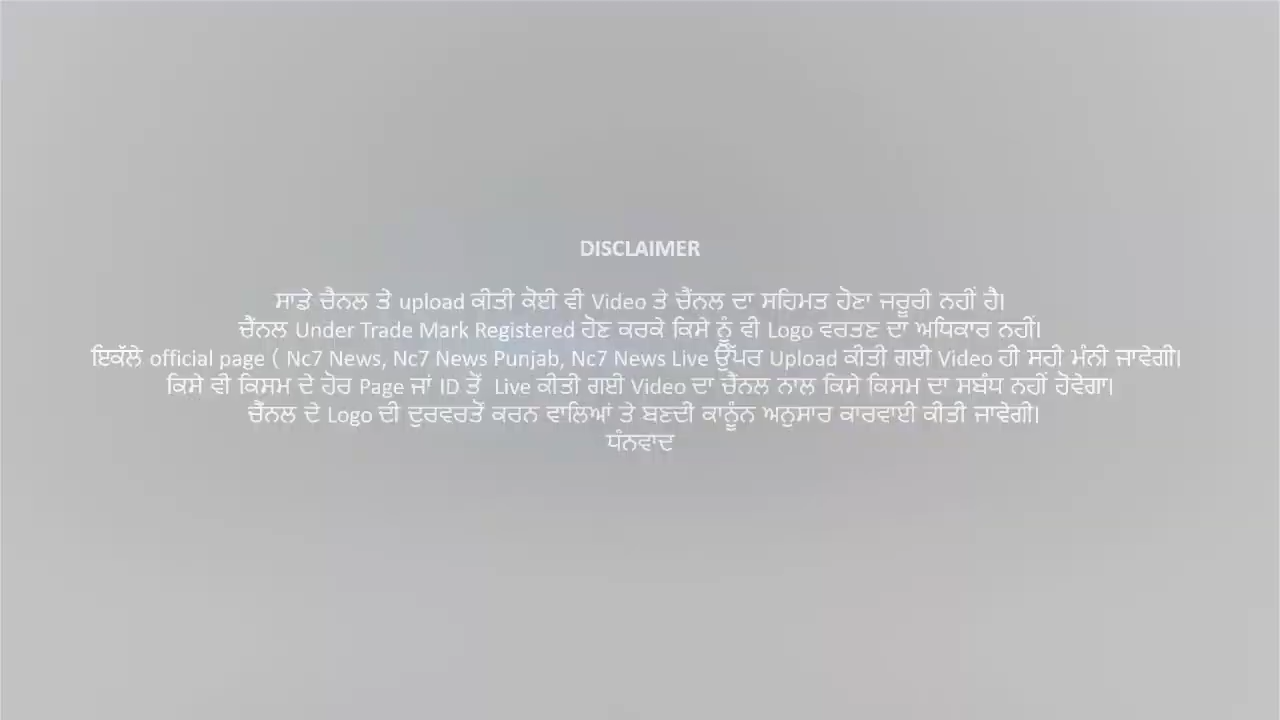 DISCLAIMER
ਸਾਡੇ ਚੈਨਲ ਤੇ upload ਕੀਤੀ ਕੋਈ ਵੀ Video ਤੇ ਚੈੱਨਲ ਦਾ ਸਹਿਮਤ ਹੋਣਾ ਜਰੂਰੀ ਨਹੀਂ ਹੈ।
ਚੈੱਨਲ Under Trade Mark Registered ਹੋਣ ਕਰਕੇ ਕਿਸੇ ਨੂੰ ਵੀ Logo ਵਰਤਣ ਦਾ ਅਧਿਕਾਰ ਨਹੀਂ।
ਇਕੱਲੇ official page ( Nc7 News, Nc7 News Punjab, Nc7 News Live ਉੱਪਰ Upload ਕੀਤੀ ਗਈ Video ਹੀ ਸਹੀ ਮੰਨੀ ਜਾਵੇਗੀ।
ਕਿਸੇ ਵੀ ਕਿਸਮ ਦੇ ਹੋਰ Page ਜਾਂ ID ਤੋਂ Live ਕੀਤੀ ਗਈ Video ਦਾ ਚੈੱਨਲ ਨਾਲ ਕਿਸੇ ਕਿਸਮ ਦਾ ਸਬੰਧ ਨਹੀਂ ਹੋਵੇਗਾ।
ਚੈੱਨਲ ਦੇ Logo ਦੀ ਦੁਰਵਰਤੋਂ ਕਰਨ ਵਾਲਿਆਂ ਤੇ ਬਣਦੀ ਕਾਨੂੰਨ ਅਨੁਸਾਰ ਕਾਰਵਾਈ ਕੀਤੀ ਜਾਵੇਗੀ।
ਧੰਨਵਾਦ